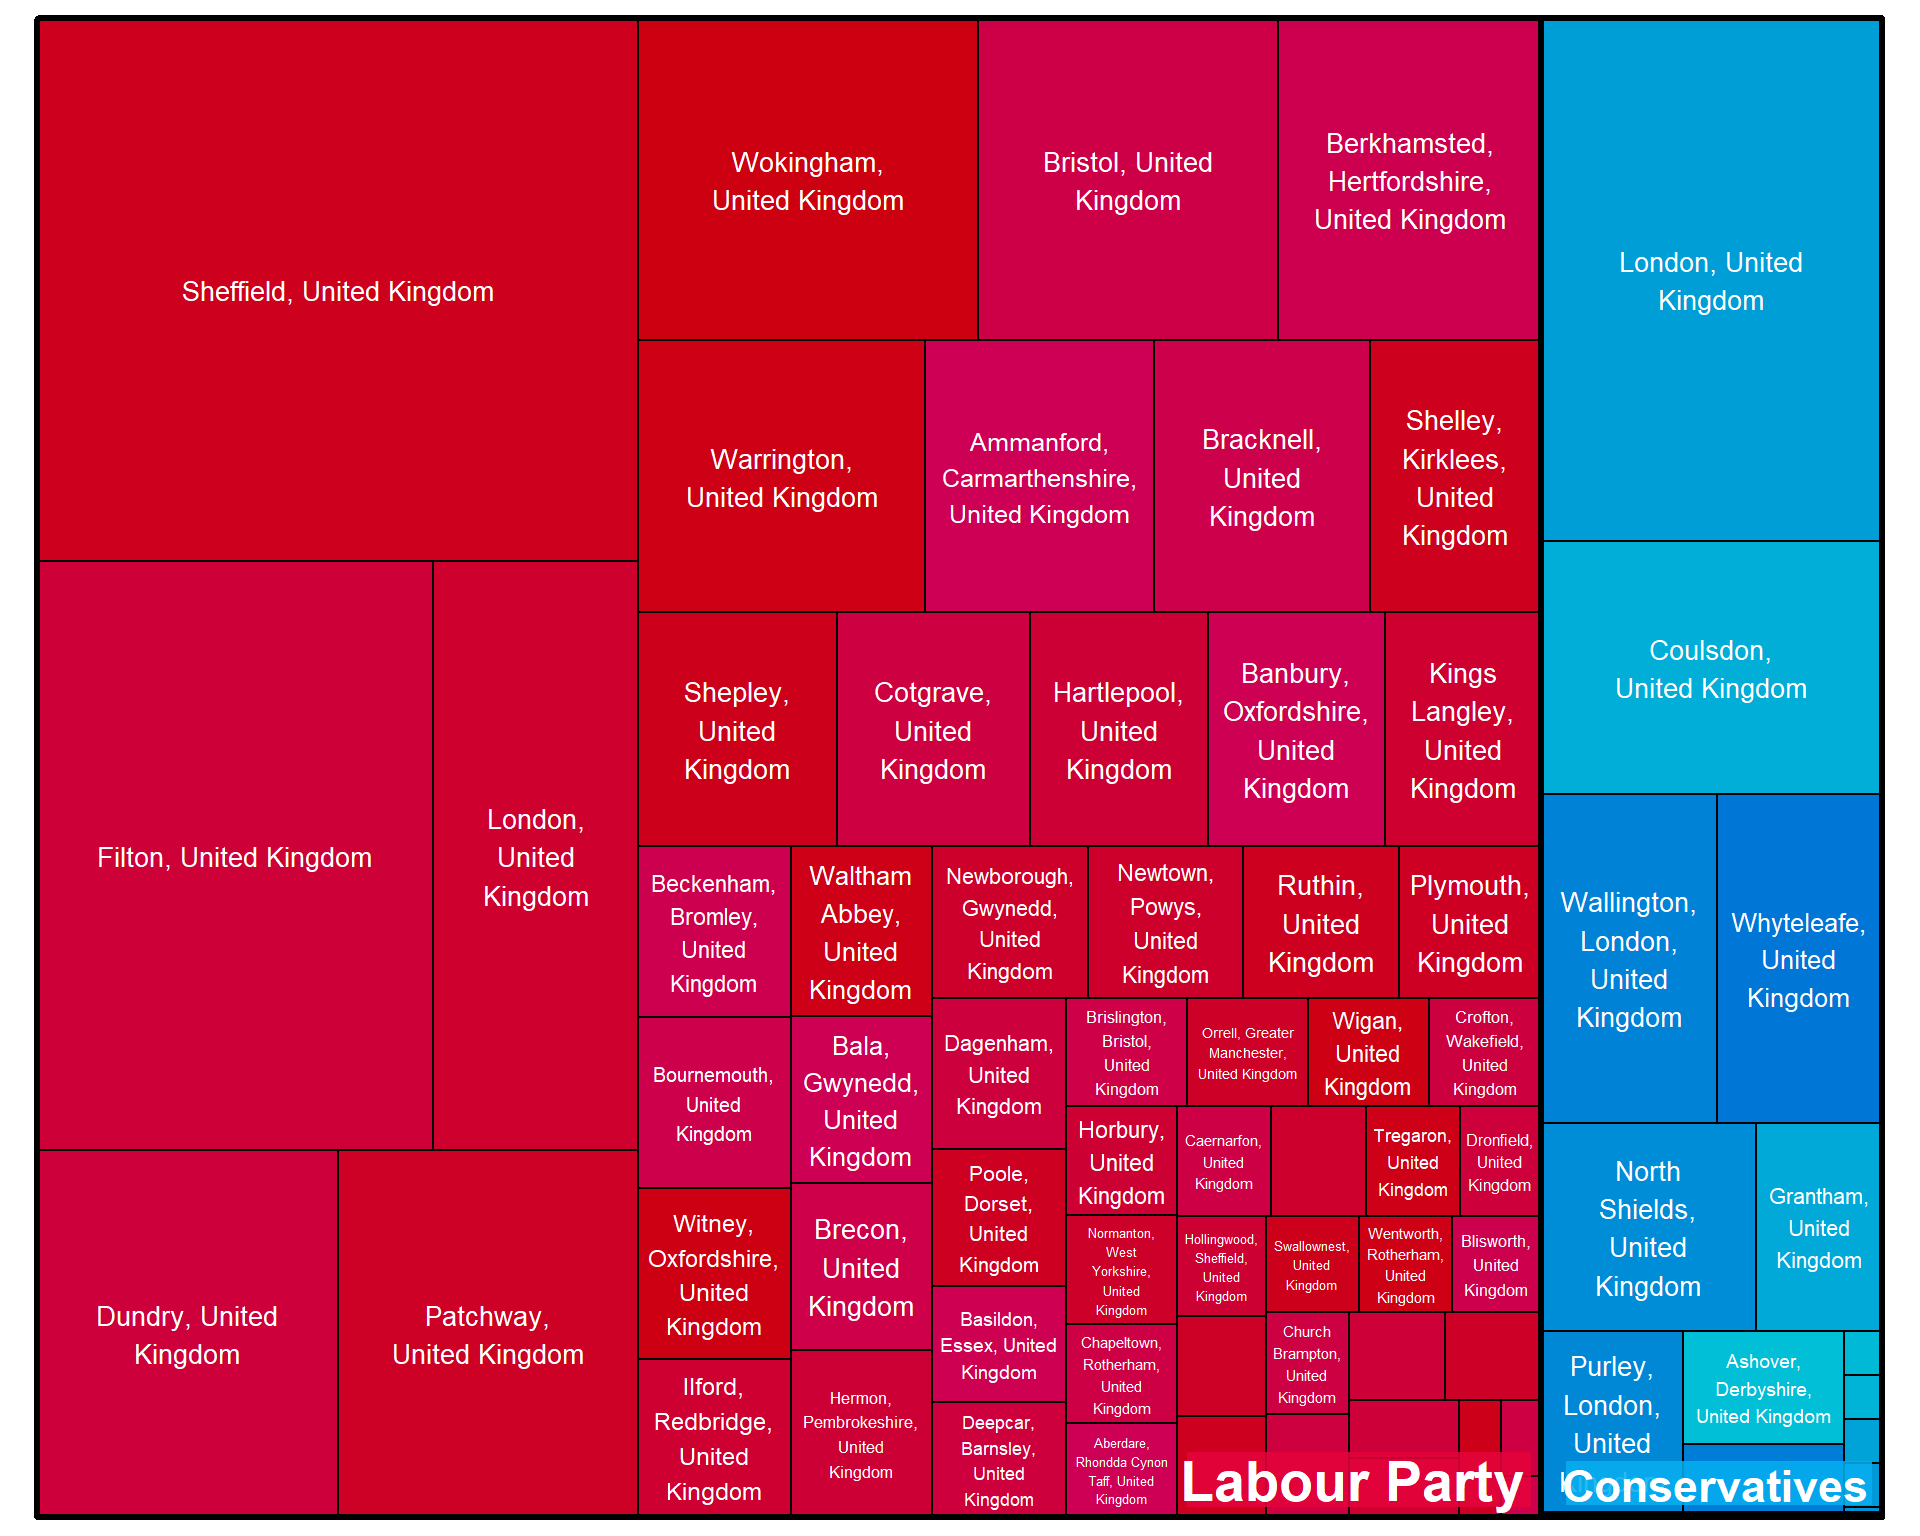 Sheffield, United Kingdom
Filton, United Kingdom
London,
United
Kingdom
Dundry, United
Kingdom
Patchway,
United Kingdom
Wokingham,
United Kingdom
Bristol, United
Kingdom
Berkhamsted,
Hertfordshire,
United Kingdom
Warrington,
United Kingdom
Ammanford,
Carmarthenshire,
United Kingdom
Bracknell,
United
Kingdom
Shelley,
Kirklees,
United
Kingdom
Shepley,
United
Kingdom
Cotgrave,
United
Kingdom
Hartlepool,
United
Kingdom
Banbury,
Oxfordshire,
United
Kingdom
Kings
Langley,
United
Kingdom
Beckenham,
Bromley,
United
Kingdom
Waltham
Abbey,
United
Kingdom
Newborough,
Gwynedd,
United
Kingdom
Newtown,
Powys,
United
Kingdom
Ruthin,
United
Kingdom
Plymouth,
United
Kingdom
Bournemouth,
United
Kingdom
Bala,
Gwynedd,
United
Kingdom
Dagenham,
United
Kingdom
Brislington,
Bristol,
United
Kingdom
Orrell, Greater
Manchester,
United Kingdom
Wigan,
United
Kingdom
Crofton,
Wakefield,
United
Kingdom
Horbury,
United
Kingdom
Caernarfon,
United
Kingdom
Tregaron,
United
Kingdom
Dronfield,
United
Kingdom
Witney,
Oxfordshire,
United
Kingdom
Brecon,
United
Kingdom
Poole,
Dorset,
United
Kingdom
Normanton,
West
Yorkshire,
United
Kingdom
Hollingwood,
Sheffield,
United
Kingdom
Swallownest,
United
Kingdom
Wentworth,
Rotherham,
United
Kingdom
Blisworth,
United
Kingdom
Basildon,
Essex, United
Kingdom
Chapeltown,
Rotherham,
United
Kingdom
Church
Brampton,
United
Kingdom
Ilford,
Redbridge,
United
Kingdom
Hermon,
Pembrokeshire,
United
Kingdom
Deepcar,
Barnsley,
United
Kingdom
Aberdare,
Rhondda Cynon
Taff, United
Kingdom
Labour Party
London, United
Kingdom
Coulsdon,
United Kingdom
Wallington,
London,
United
Kingdom
Whyteleafe,
United
Kingdom
North
Shields,
United
Kingdom
Grantham,
United
Kingdom
Purley,
London,
United
Ashover,
Derbyshire,
United Kingdom
Conservatives